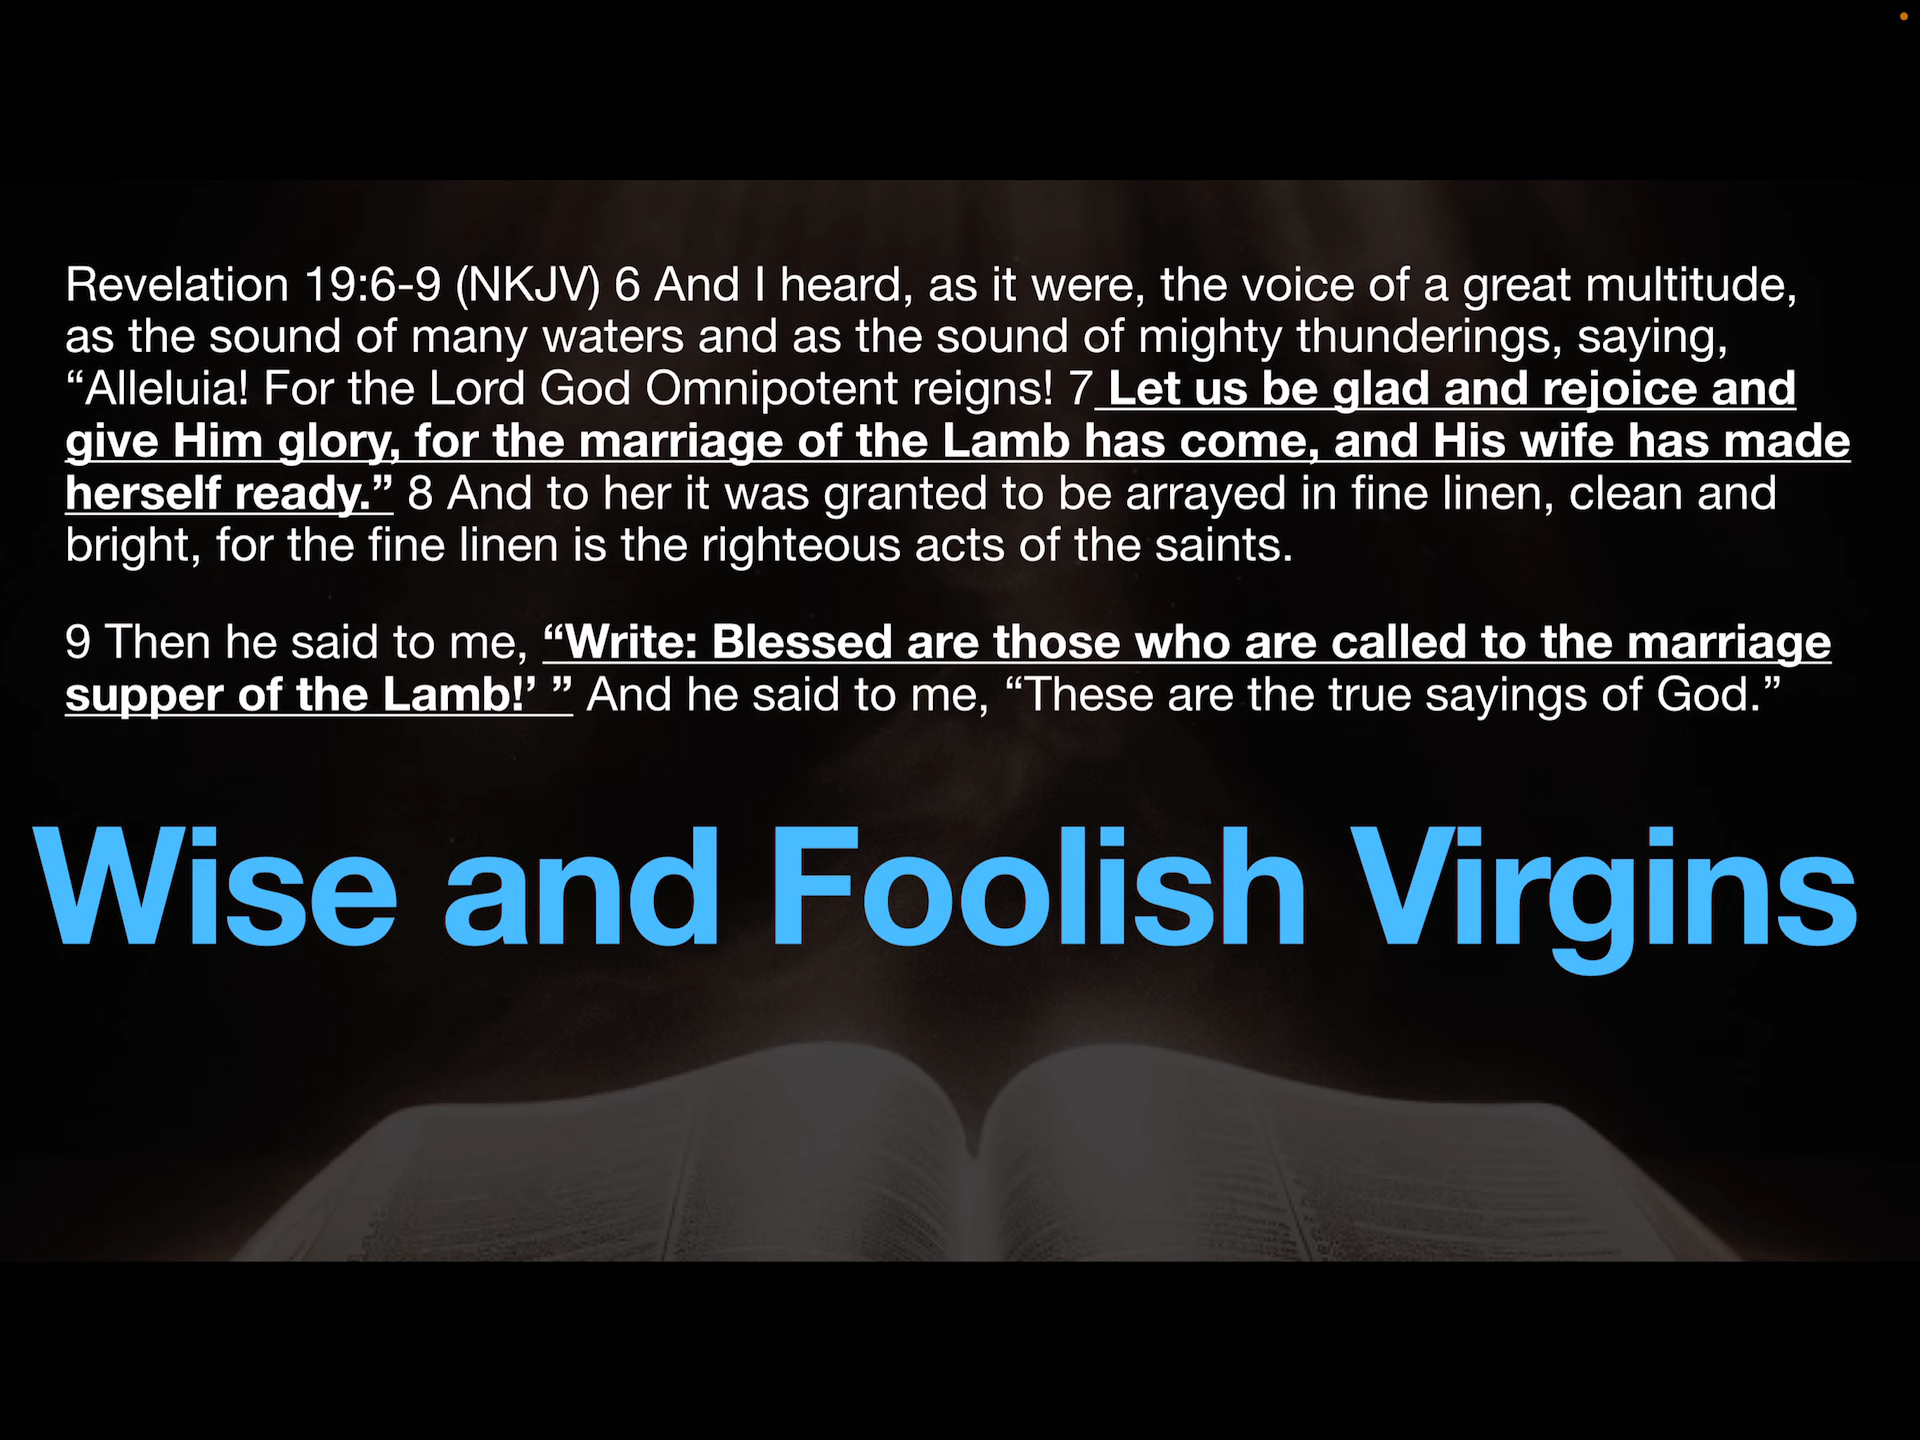 Revelation 19:6-9 (NKJV) 6 And I heard, as it were, the voice of a great multitude,
as the sound of many waters and as the sound of mighty thunderings, saying,
“Alleluia! For the Lord God Omnipotent reigns! 7 Let us be glad and rejoice and
give Him glory, for the marriage of the Lamb has come, and His wife has made
herself ready.” 8 And to her it was granted to be arrayed in fine linen, clean and
bright, for the fine linen is the righteous acts of the saints.
9 Then he said to me, “Write: Blessed are those who are called to the marriage
supper of the Lamb!’ ” And he said to me, “These are the true sayings of God.”
Wise and Foolish Virgins